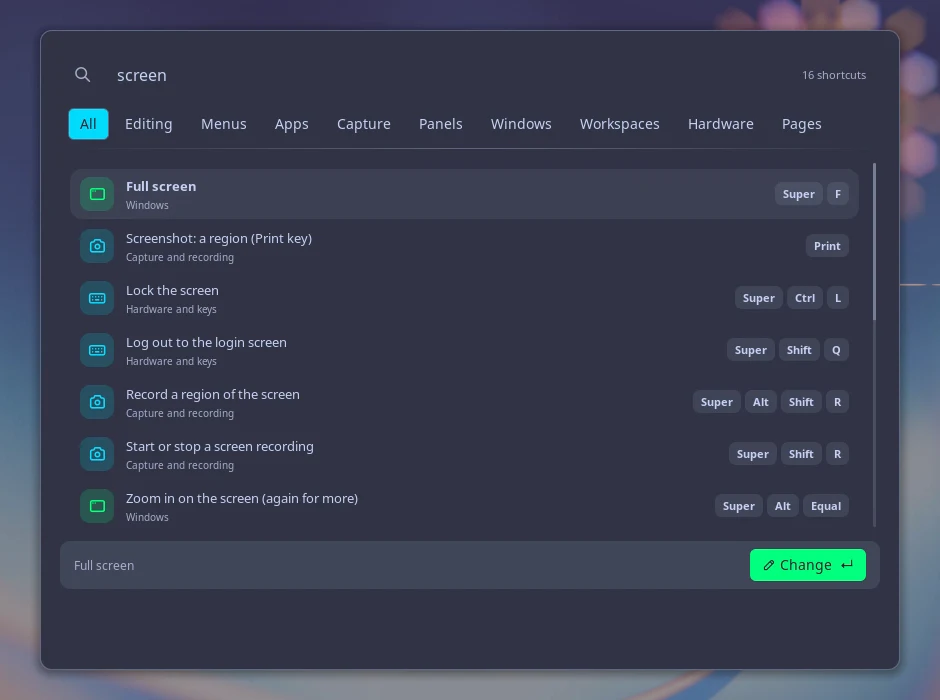 screen
16 shortcuts
All Editing Menus Apps Capture Panels Windows Workspaces Hardware Pages
Full screen
Windows
Super F
Screenshot: a region (Print key)
Capture and recording
Print
Lock the screen
Hardware and keys
Super Ctrl L
Log out to the login screen
Hardware and keys
Super Shift Q
Record a region of the screen
Capture and recording
Super Alt Shift R
Start or stop a screen recording
Capture and recording
Super Shift R
Zoom in on the screen (again for more)
Windows
Super Alt Equal
Full screen
Change